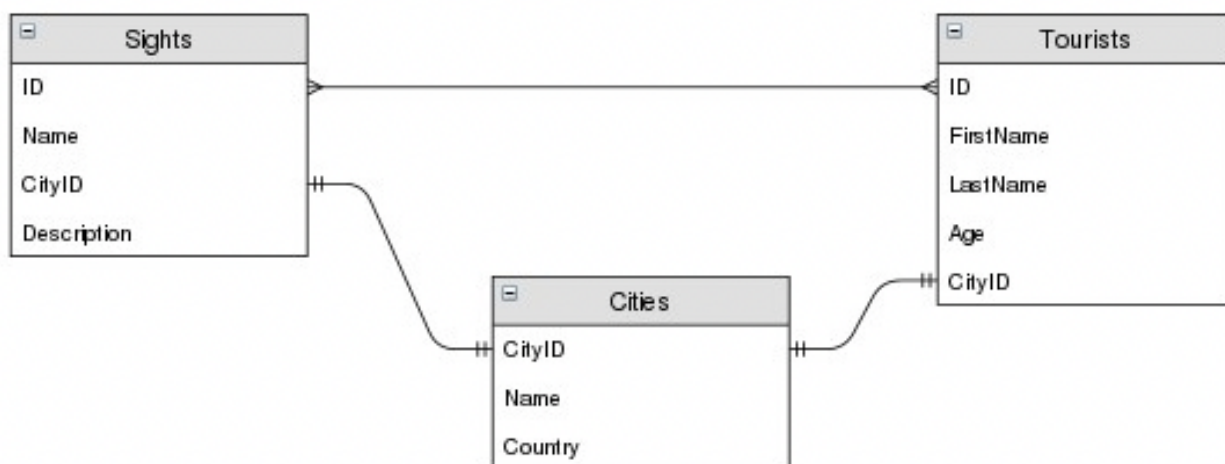 Sights
ID
Name
CityID
Description
Tourists
ID
FirstName
LastName
Age
CityID
Cities
CityID
Name
Country